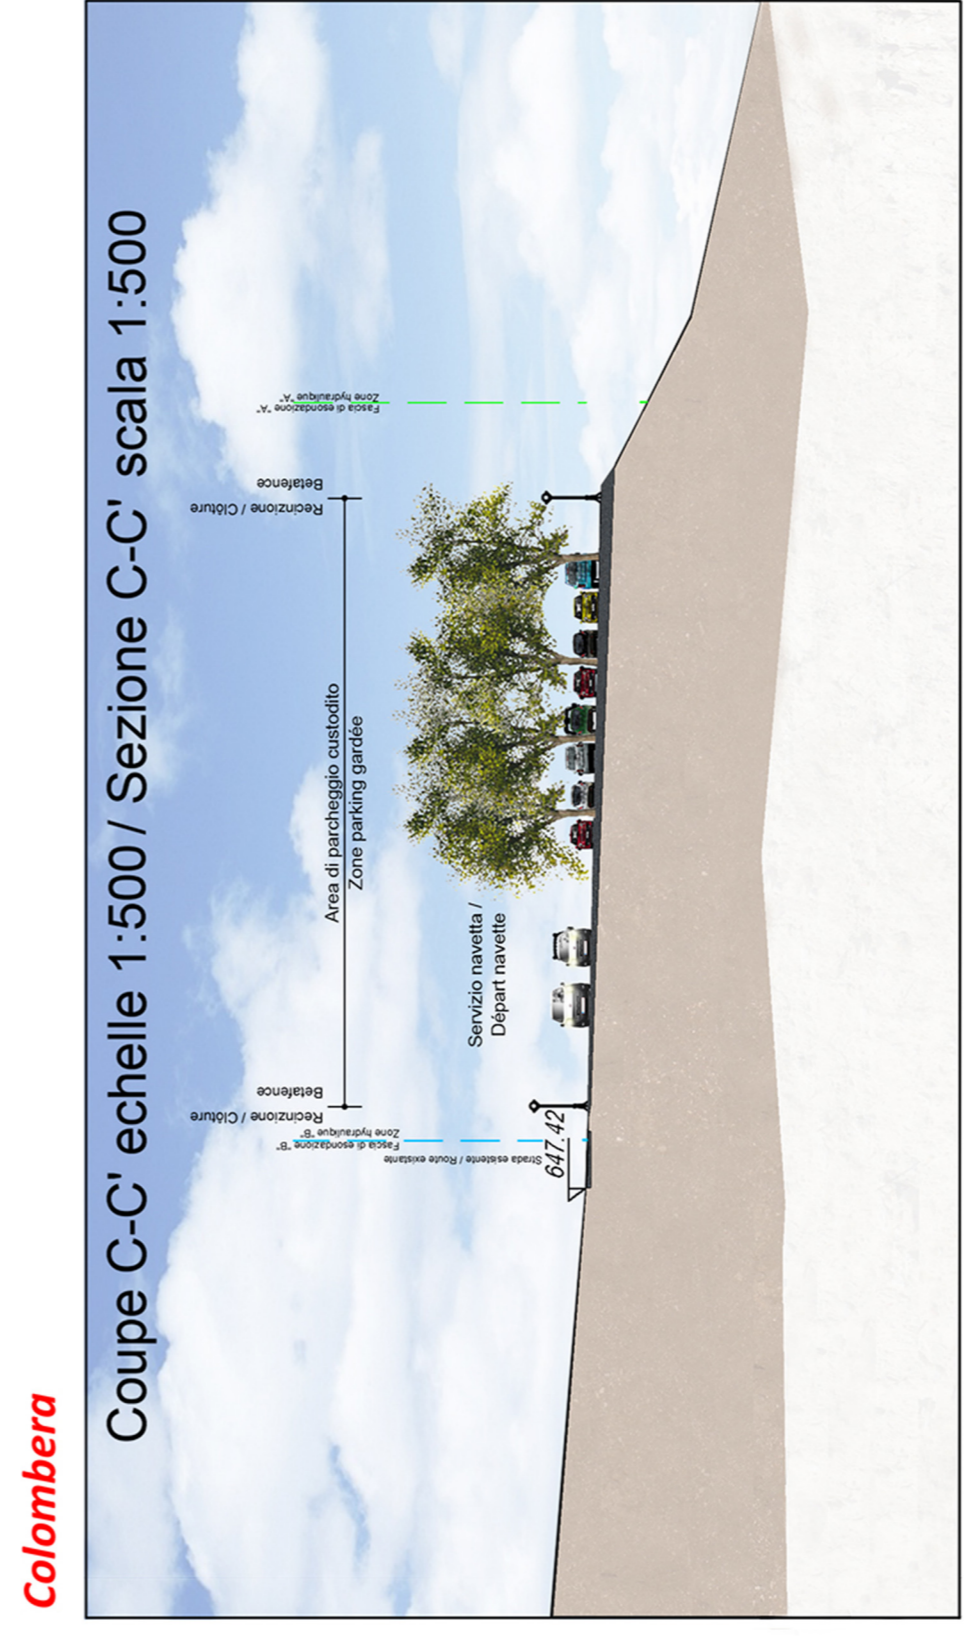 Colombera
Coupe C-C' echelle 1:500 / Sezione C-C' scala 1:500
Recinzione / Clôture
Betafence
Area di parcheggio custodito
Zone parking gardée
Recinzione / Clôture
Betafence
Fascia di esondazione "B"
Zone hydraulique "B"
Strada esistente / Route existante
647.42
Servizio navetta /
Départ navette
Fascia di esondazione "A"
Zone hydraulique "A"